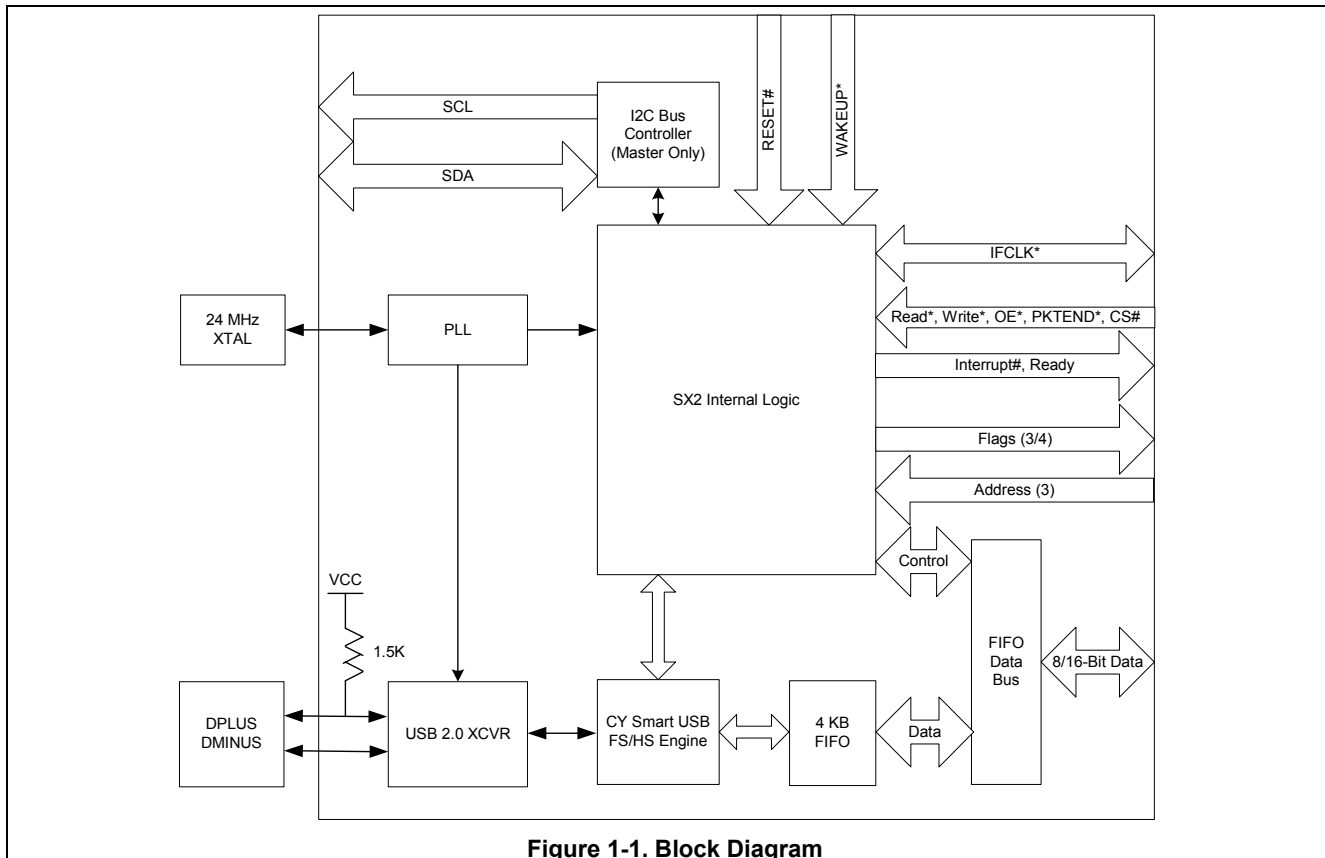 RESET#
WAKEUP*
SCL
I2C Bus
Controller
(Master Only)
SDA
IFCLK*
24 MHz
XTAL
PLL
Read*, Write*, OE*, PKTEND*, CS#
Interrupt#, Ready
SX2 Internal Logic
Flags (3/4)
Address (3)
Control
VCC
1.5K
FIFO
Data
Bus
8/16-Bit Data
DPLUS
DMINUS
USB 2.0 XCVR
CY Smart USB
FS/HS Engine
4 KB
FIFO
Data
Figure 1-1. Block Diagram